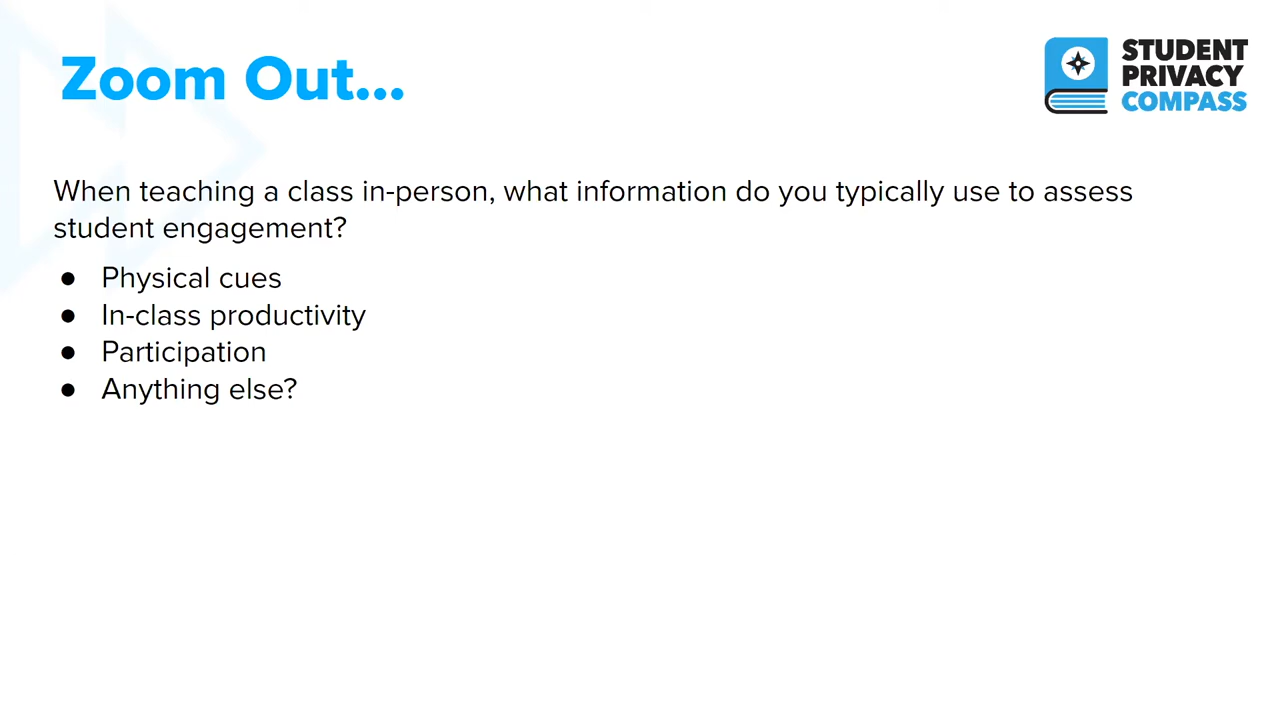 Zoom Out...
STUDENT
PRIVACY
COMPASS
When teaching a class in-person, what information do you typically use to assess
student engagement?
● Physical cues
● In-class productivity
● Participation
● Anything else?